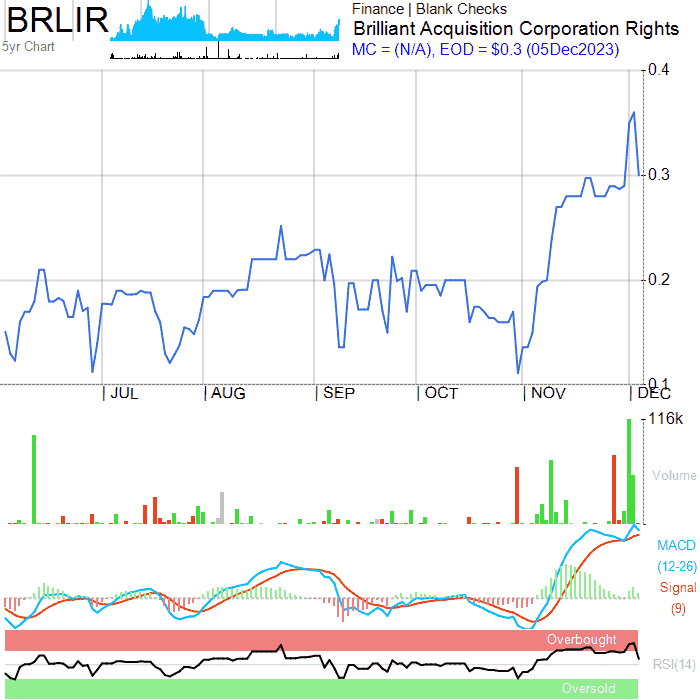 BRLIR
5yr Chart
Finance | Blank Checks
Brilliant Acquisition Corporation Rights
MC = (N/A), EOD = $0.3 (05Dec2023)
0.4
0.3
0.2
0.1
| JUL | AUG | SEP | OCT | NOV | DEC
116k
Volume
MACD
(12-26)
Signal
(9)
Overbought
RSI(14)
Oversold